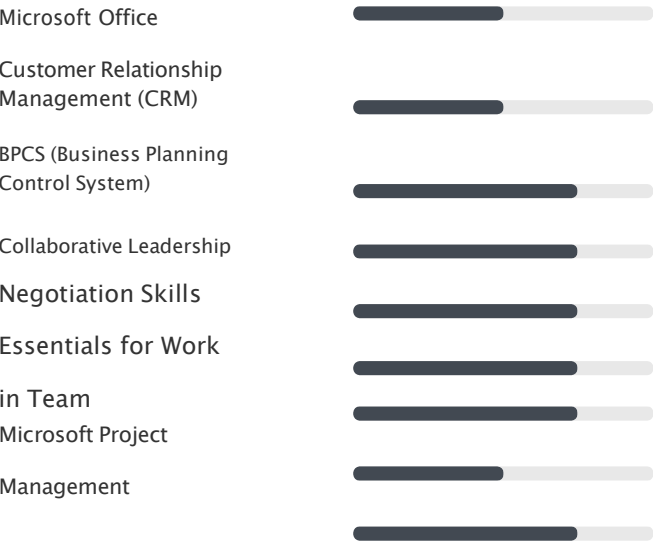 Microsoft Office
Customer Relationship
Management (CRM)
BPCS (Business Planning
Control System)
Collaborative Leadership
Negotiation Skills
Essentials for Work
in Team
Microsoft Project
Management